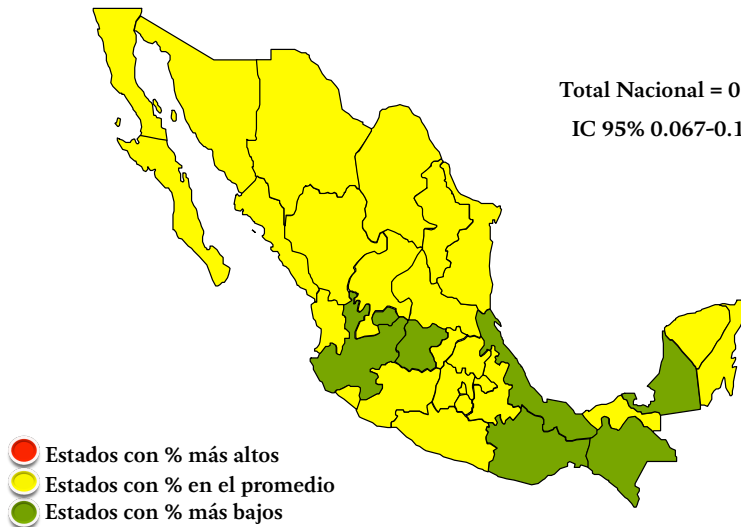 Total Nacional = 0
IC 95% 0.067-0.1
Estados con % más altos
Estados con % en el promedio
Estados con % más bajos